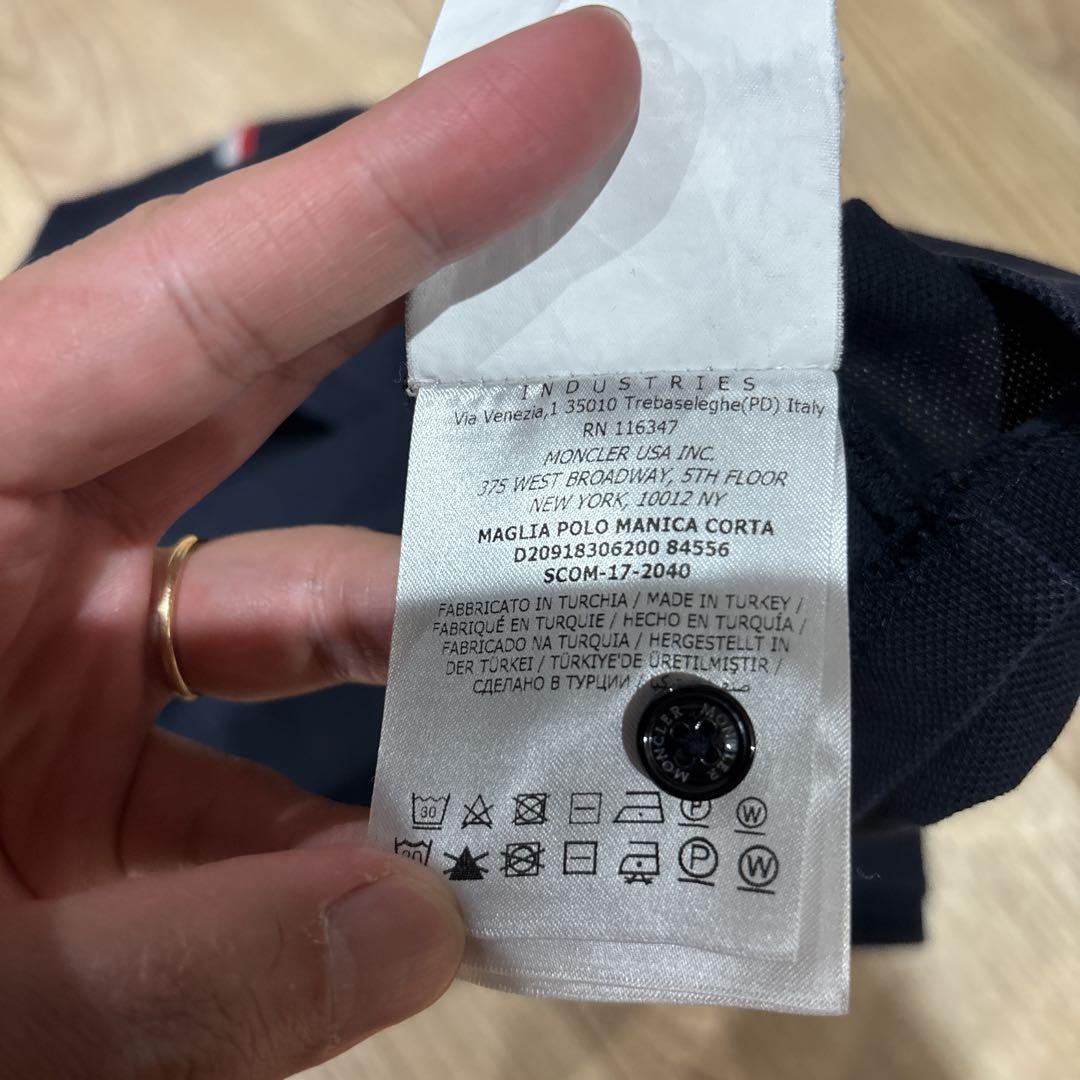 INDUSTRIES
Via Venezia,1 35010 Trebaseleghe(PD) Italy
RN 116347
MONCLER USA INC.
375 WEST BROADWAY, 5TH FLOOR
NEW YORK, 10012 NY
MAGLIA POLO MANICA CORTA
D20918306200 84556
SCOM-17-2040
FABBRICATO IN TURCHIA / MADE IN TURKEY /
FABRIQUÉ EN TURQUIE / HECHO EN TURQUÍA /
FABRICADO NA TURQUIA / HERGESTELLT IN
DER TÜRKEI / TÜRKİYE'DE ÜRETİLMİŞTİR /
СДЕЛАНО В ТУРЦИИ /
MONCLER MONCLER
30 P W
P W